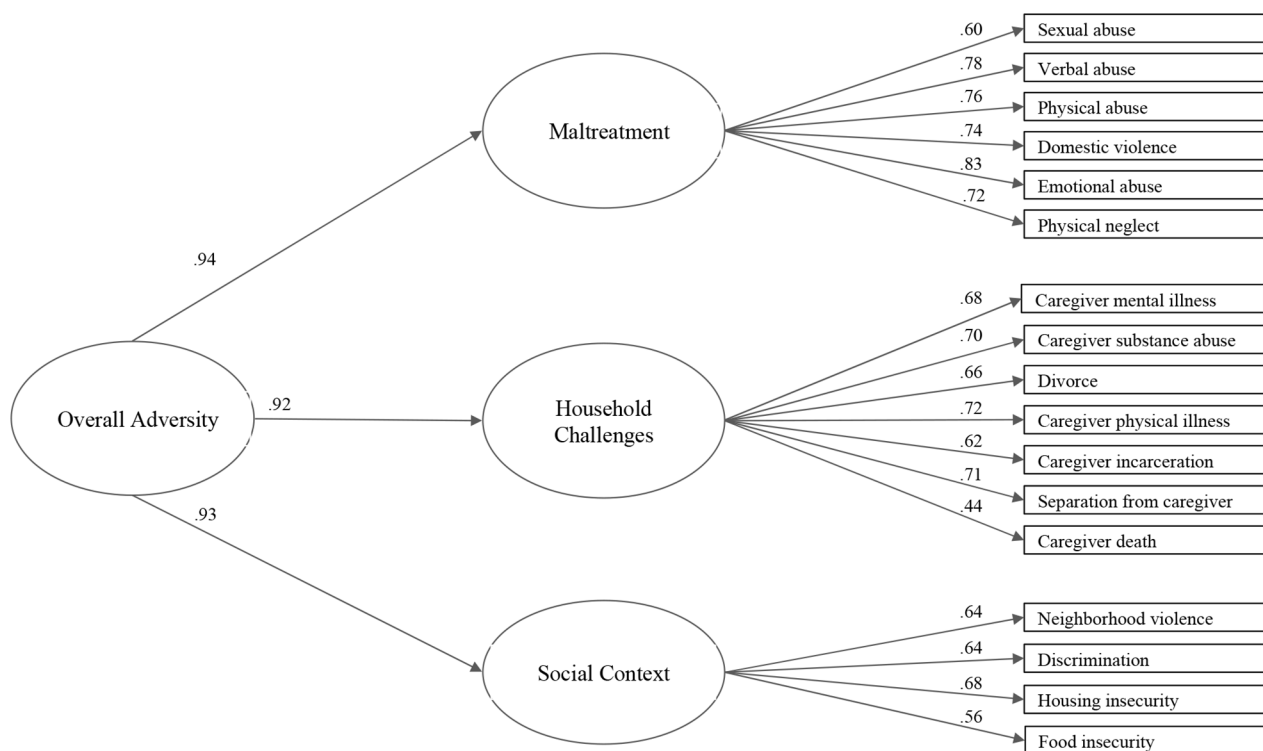 .60
Sexual abuse
.78
Verbal abuse
.76
Physical abuse
Maltreatment
.74
Domestic violence
.83
Emotional abuse
.72
Physical neglect
.94
.68
Caregiver mental illness
.70
Caregiver substance abuse
.66
Divorce
Overall Adversity
.92
Household
Challenges
.72
Caregiver physical illness
.62
Caregiver incarceration
.71
Separation from caregiver
.44
Caregiver death
.93
.64
Neighborhood violence
.64
Discrimination
Social Context
.68
Housing insecurity
.56
Food insecurity